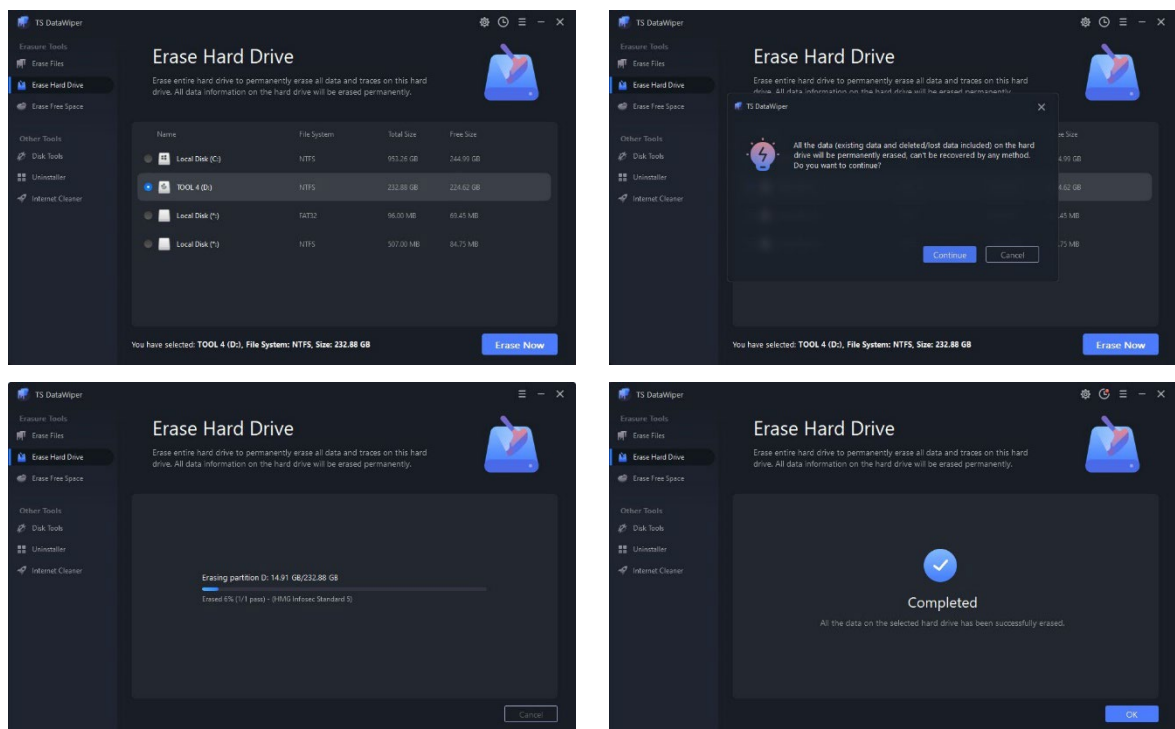 TS DataWiper
Erasure Tools
Erase Files
Erase Hard Drive
Erase Free Space
Other Tools
Disk Tools
Uninstaller
Internet Cleaner
Erase Hard Drive
Erase entire hard drive to permanently erase all data and traces on this hard
drive. All data information on the hard drive will be erased permanently.
Name File System Total Size Free Size
Local Disk (C:) NTFS 953.26 GB 244.99 GB
TOOL 4 (D:) NTFS 232.88 GB 224.62 GB
Local Disk (*:) FAT32 96.00 MB 69.45 MB
Local Disk (*:) NTFS 507.00 MB 84.75 MB
You have selected: TOOL 4 (D:), File System: NTFS, Size: 232.88 GB
Erase Now
TS DataWiper
Erasure Tools
Erase Files
Erase Hard Drive
Erase Free Space
Other Tools
Disk Tools
Uninstaller
Internet Cleaner
Erase Hard Drive
Erase entire hard drive to permanently erase all data and traces on this hard
drive. All data information on the hard drive will be erased permanently.
TS DataWiper
All the data (existing data and deleted/lost data included) on the hard
drive will be permanently erased, can't be recovered by any method.
Do you want to continue?
Continue
Cancel
You have selected: TOOL 4 (D:), File System: NTFS, Size: 232.88 GB
Erase Now
TS DataWiper
Erasure Tools
Erase Files
Erase Hard Drive
Erase Free Space
Other Tools
Disk Tools
Uninstaller
Internet Cleaner
Erase Hard Drive
Erase entire hard drive to permanently erase all data and traces on this hard
drive. All data information on the hard drive will be erased permanently.
Erasing partition D: 14.91 GB/232.88 GB
Erased 6% (1/1 pass) - (HMG Infosec Standard 5)
Cancel
TS DataWiper
Erasure Tools
Erase Files
Erase Hard Drive
Erase Free Space
Other Tools
Disk Tools
Uninstaller
Internet Cleaner
Erase Hard Drive
Erase entire hard drive to permanently erase all data and traces on this hard
drive. All data information on the hard drive will be erased permanently.
Completed
All the data on the selected hard drive has been successfully erased.
OK